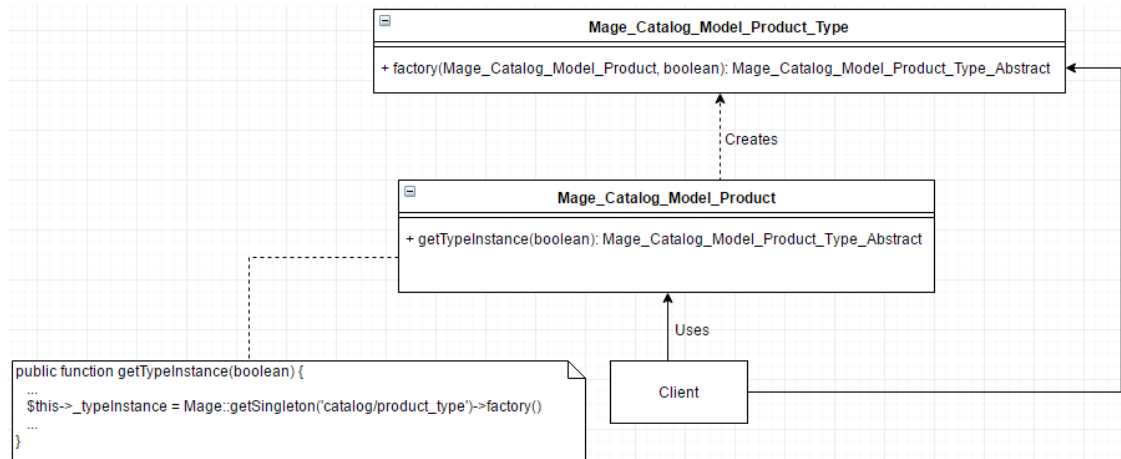 Mage_Catalog_Model_Product_Type
+ factory(Mage_Catalog_Model_Product, boolean): Mage_Catalog_Model_Product_Type_Abstract
Creates
Mage_Catalog_Model_Product
+ getTypeInstance(boolean): Mage_Catalog_Model_Product_Type_Abstract
Uses
Client
public function getTypeInstance(boolean) {
...
$this->_typeInstance = Mage::getSingleton('catalog/product_type')->factory()
...
}